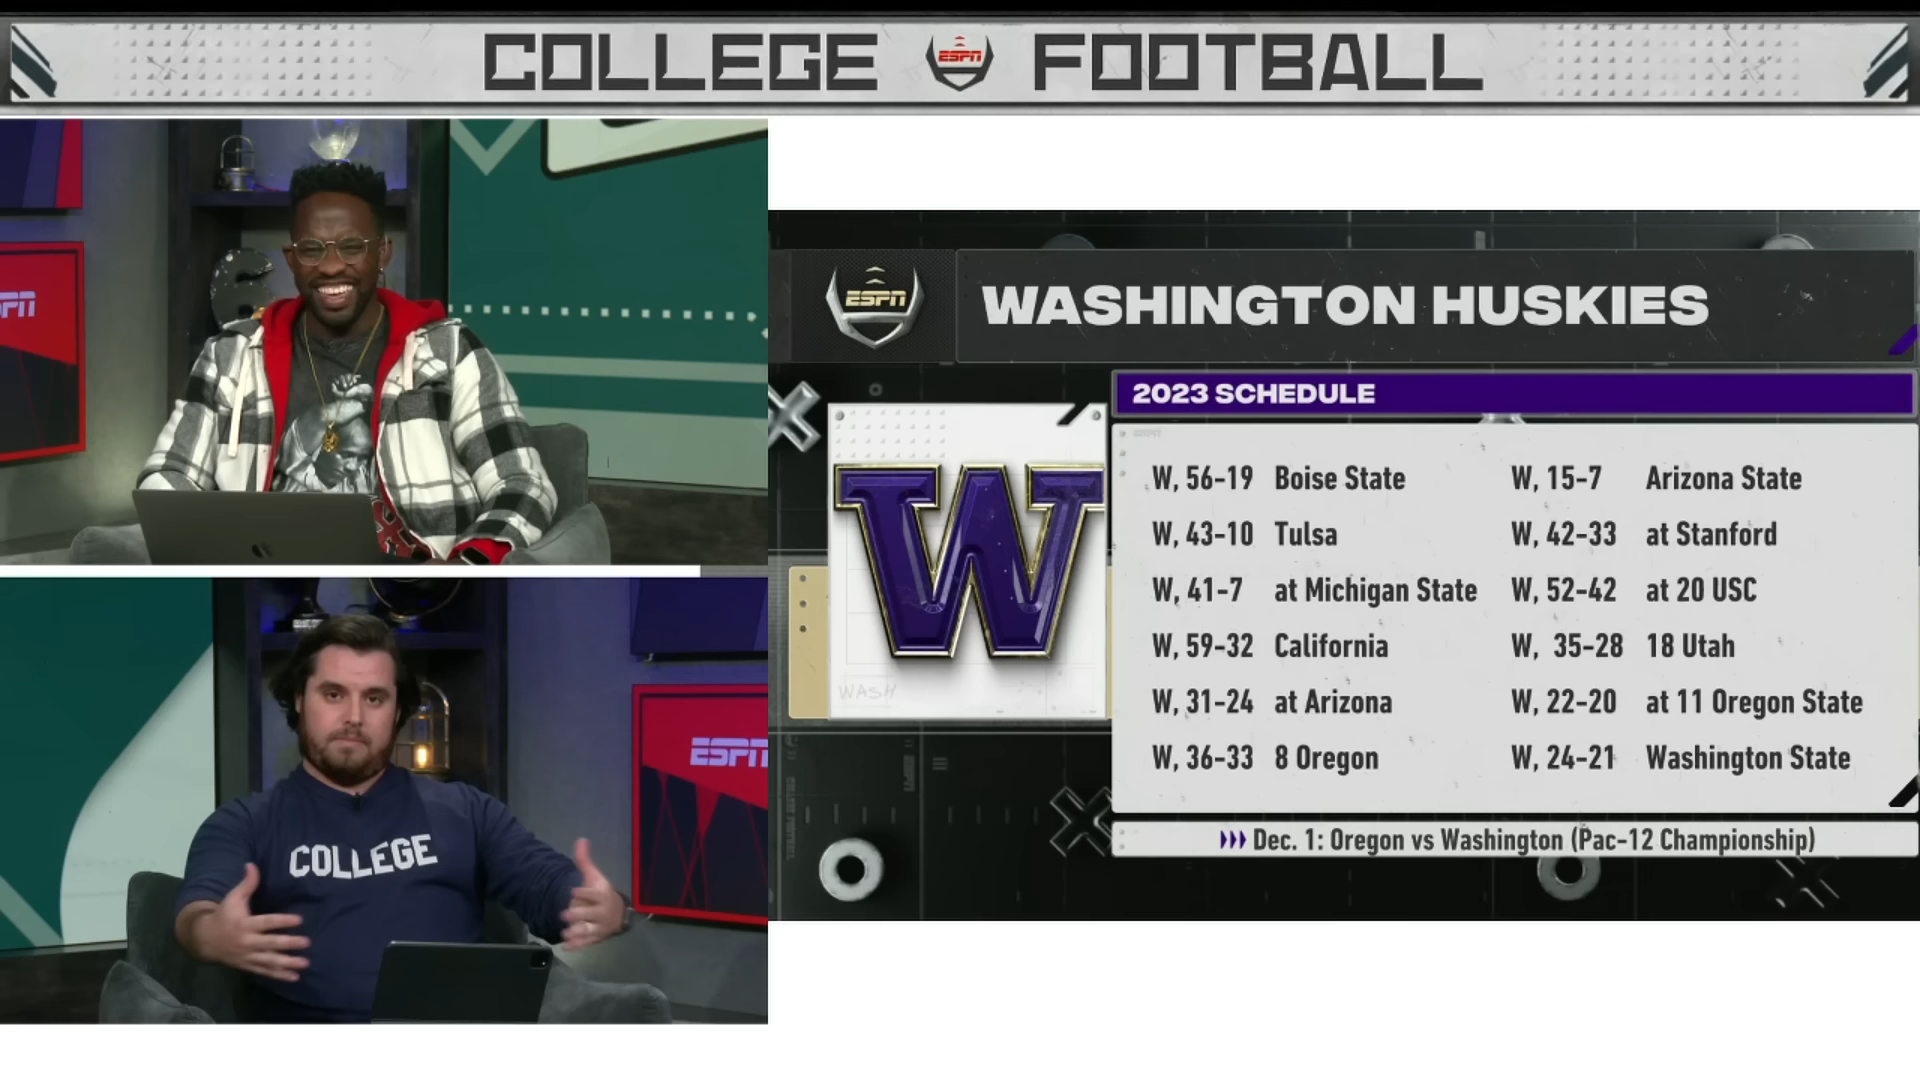 COLLEGE ESPN FOOTBALL
ESPN
WASHINGTON HUSKIES
2023 SCHEDULE
W, 56-19 Boise State W, 15-7 Arizona State
W, 43-10 Tulsa W, 42-33 at Stanford
W, 41-7 at Michigan State W, 52-42 at 20 USC
W, 59-32 California W, 35-28 18 Utah
W, 31-24 at Arizona W, 22-20 at 11 Oregon State
W, 36-33 8 Oregon W, 24-21 Washington State
Dec. 1: Oregon vs Washington (Pac-12 Championship)
W
WASH
PN
COLLEGE
ESPN